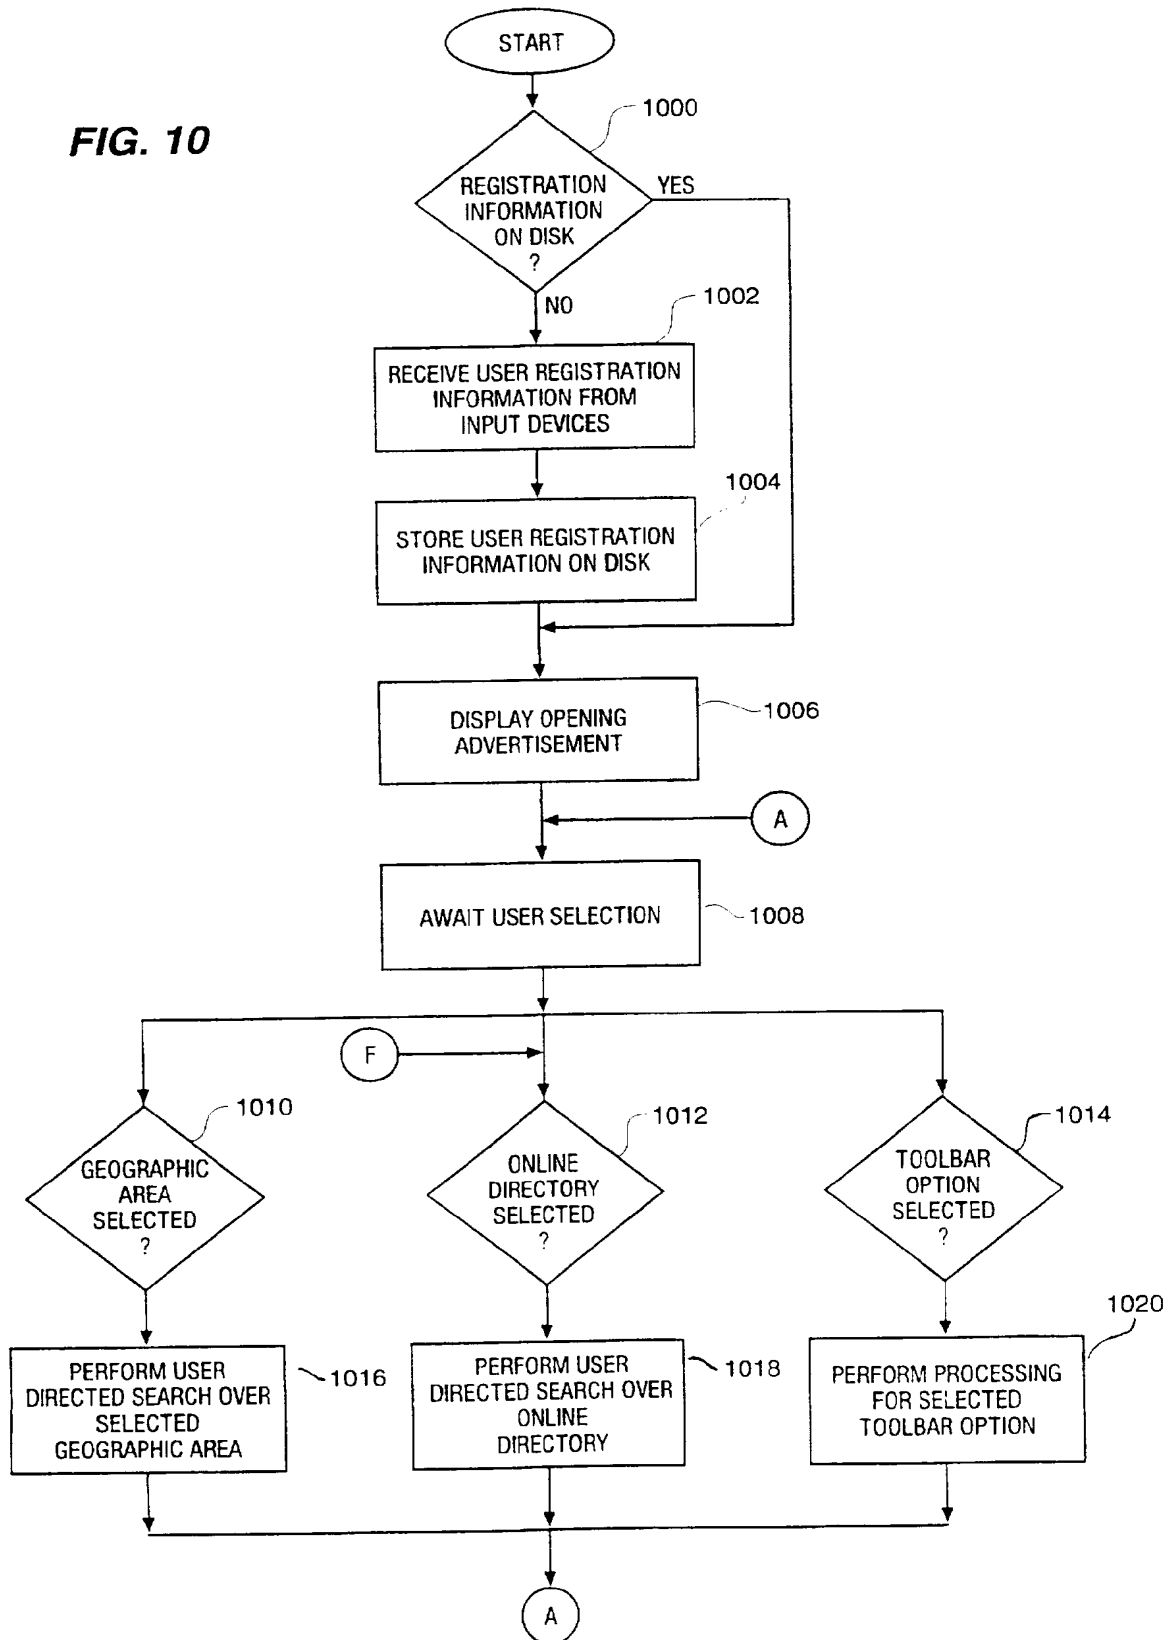 START
FIG. 10
1000
REGISTRATION
INFORMATION
ON DISK
?
YES
NO
1002
RECEIVE USER REGISTRATION
INFORMATION FROM
INPUT DEVICES
1004
STORE USER REGISTRATION
INFORMATION ON DISK
DISPLAY OPENING
ADVERTISEMENT
1006
A
AWAIT USER SELECTION
1008
F
1010
GEOGRAPHIC
AREA
SELECTED
?
1012
ONLINE
DIRECTORY
SELECTED
?
1014
TOOLBAR
OPTION
SELECTED
?
PERFORM USER
DIRECTED SEARCH OVER
SELECTED
GEOGRAPHIC AREA
1016
PERFORM USER
DIRECTED SEARCH OVER
ONLINE
DIRECTORY
1018
1020
PERFORM PROCESSING
FOR SELECTED
TOOLBAR OPTION
A